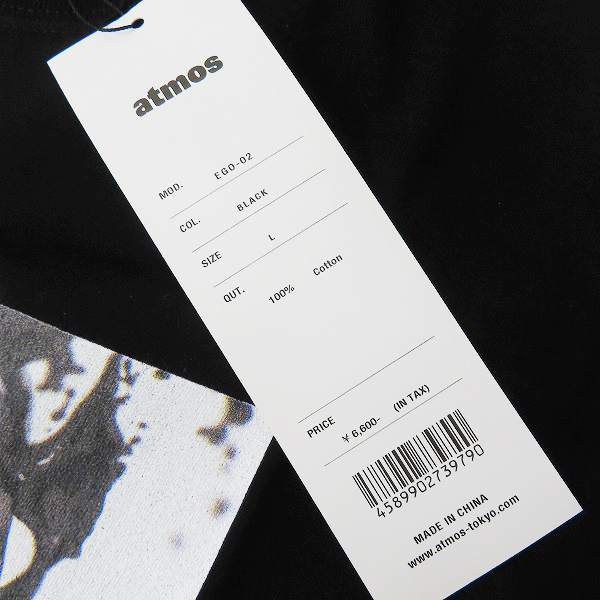 atmos
MOD. EGO-02
COL. BLACK
SIZE L
QUT. 100% Cotton
PRICE ¥ 6,600- (IN TAX)
4589902739790
MADE IN CHINA
www.atmos-tokyo.com